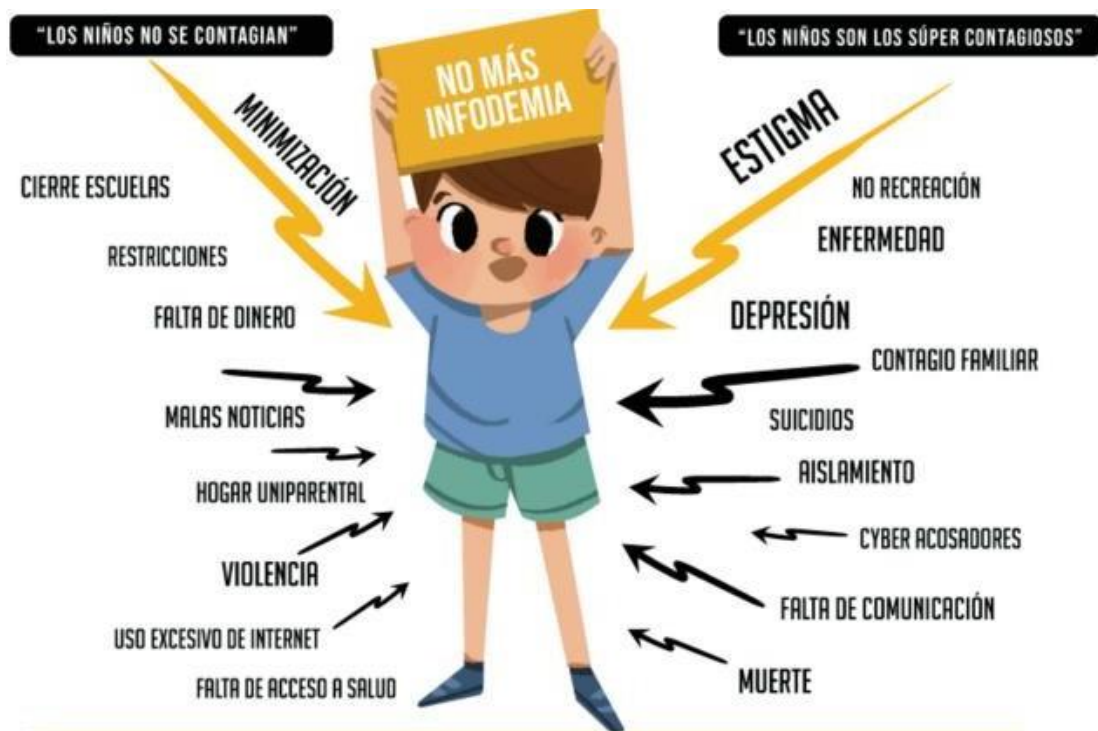 “LOS NIÑOS NO SE CONTAGIAN”
“LOS NIÑOS SON LOS SÚPER CONTAGIOSOS”
NO MÁS
INFODEMIA
MINIMIZACIÓN
CIERRE ESCUELAS
RESTRICCIONES
FALTA DE DINERO
MALAS NOTICIAS
HOGAR UNIPARENTAL
VIOLENCIA
USO EXCESIVO DE INTERNET
FALTA DE ACCESO A SALUD
ESTIGMA
NO RECREACIÓN
ENFERMEDAD
DEPRESIÓN
CONTAGIO FAMILIAR
SUICIDIOS
AISLAMIENTO
CYBER ACOSADORES
FALTA DE COMUNICACIÓN
MUERTE